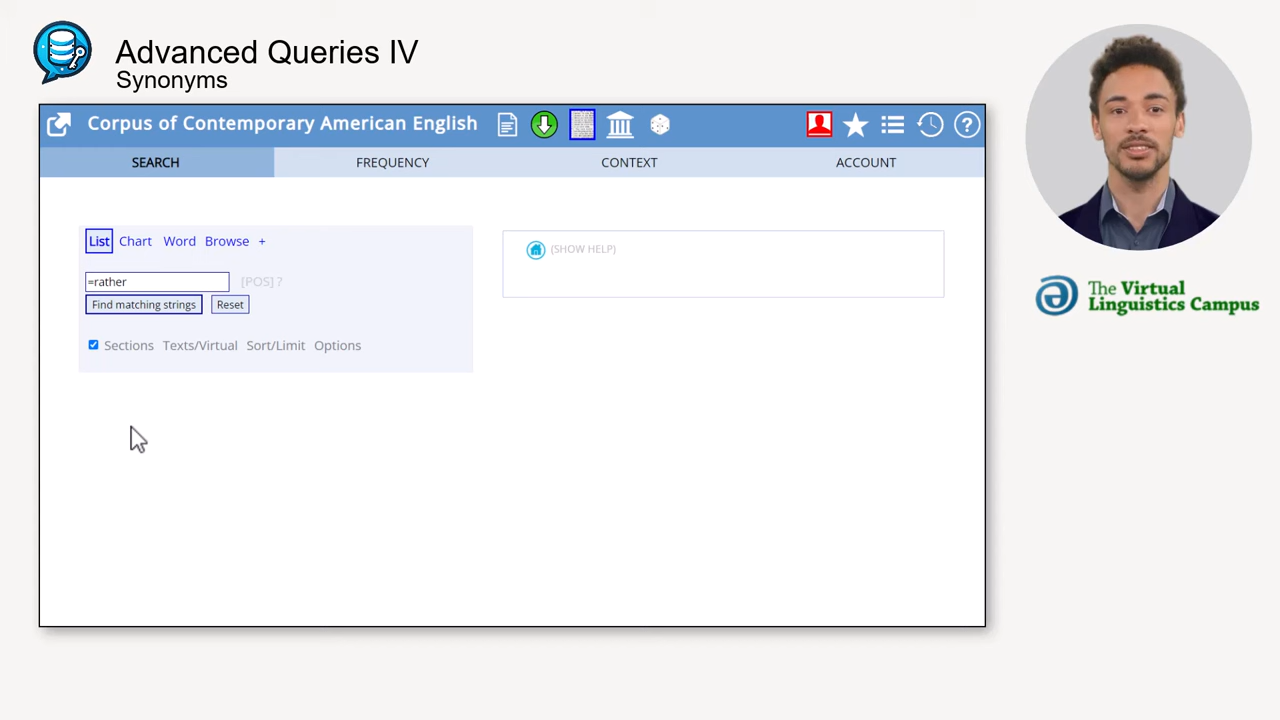 Advanced Queries IV
Synonyms
Corpus of Contemporary American English
SEARCH FREQUENCY CONTEXT ACCOUNT
List Chart Word Browse +
(SHOW HELP)
=rather [POS] ?
Find matching strings Reset
Sections Texts/Virtual Sort/Limit Options
The Virtual
Linguistics Campus